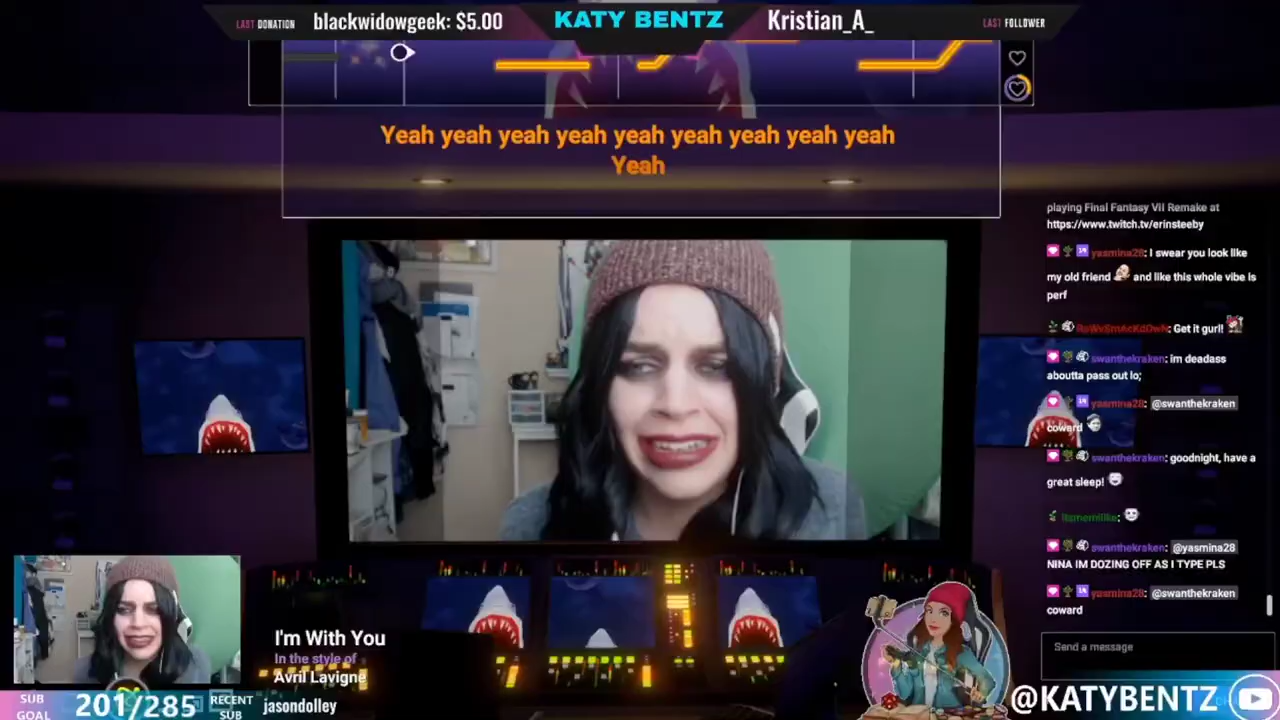 LAST DONATION blackwidowgeek: $5.00
KATY BENTZ
Kristian_A_
LAST FOLLOWER
Yeah yeah yeah yeah yeah yeah yeah yeah yeah
Yeah
playing Final Fantasy VII Remake at
https://www.twitch.tv/erinsteeby
yasmina28: I swear you look like
my old friend and like this whole vibe is
perf
RaWeSmAcKdOwN: Get it gurl!
swanthekraken: im deadass
aboutta pass out lo;
yasmina28: @swanthekraken
coward
swanthekraken: goodnight, have a
great sleep!
swanthekraken: @yasmina28
NINA IM DOZING OFF AS I TYPE PLS
yasmina28: @swanthekraken
coward
Send a message
I'm With You
In the style of
Avril Lavigne
SUB
GOAL
201/285
RECENT
SUB
jasondolley
@KATYBENTZ